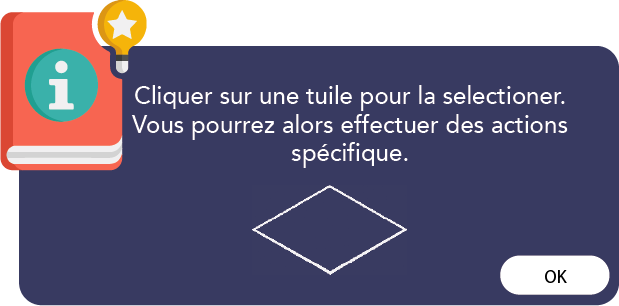 Cliquer sur une tuile pour la selectioner.
Vous pourrez alors effectuer des actions
spécifique.
OK